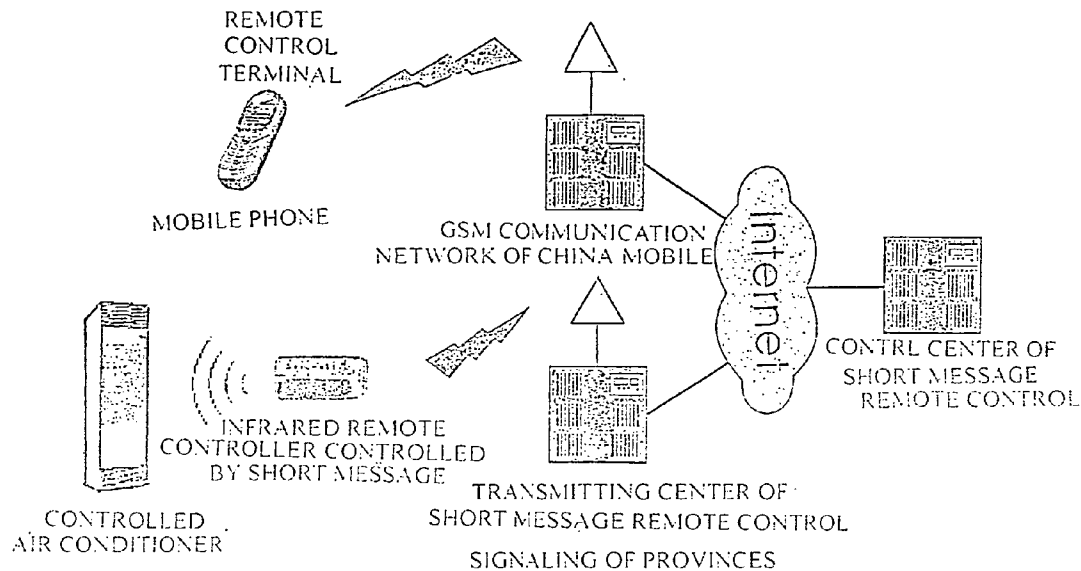 REMOTE
CONTROL
TERMINAL
MOBILE PHONE
GSM COMMUNICATION
NETWORK OF CHINA MOBILE
Internet
CONTRL CENTER OF
SHORT MESSAGE
REMOTE CONTROL
INFRARED REMOTE
CONTROLLER CONTROLLED
BY SHORT MESSAGE
CONTROLLED
AIR CONDITIONER
TRANSMITTING CENTER OF
SHORT MESSAGE REMOTE CONTROL
SIGNALING OF PROVINCES